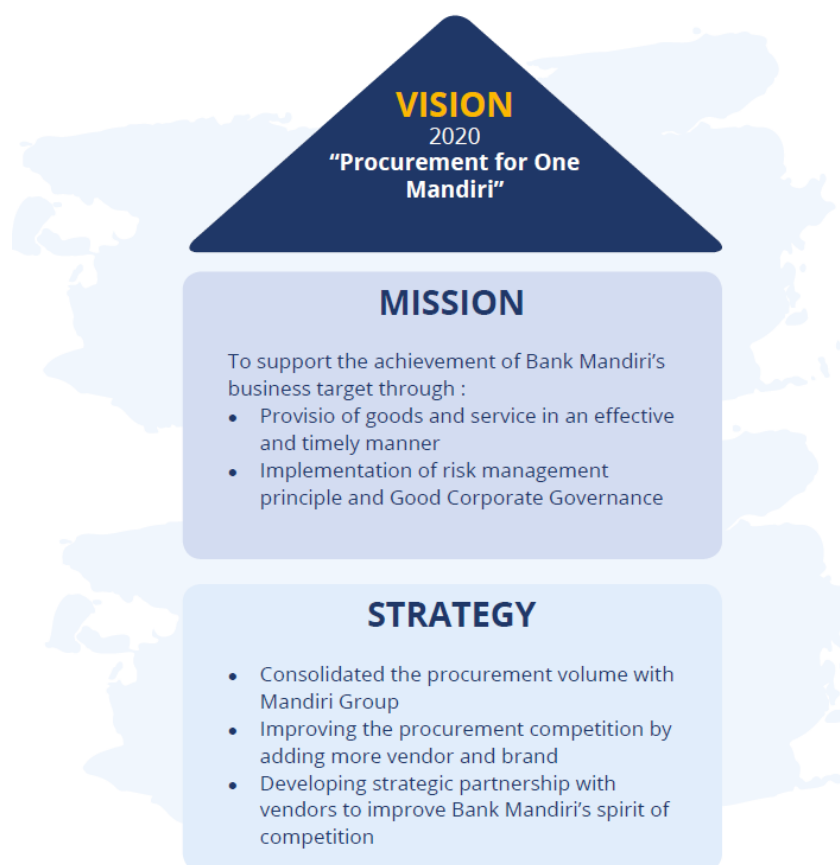 VISION
2020
“Procurement for One
Mandiri”
MISSION
To support the achievement of Bank Mandiri’s
business target through :
• Provisio of goods and service in an effective
and timely manner
• Implementation of risk management
principle and Good Corporate Governance
STRATEGY
• Consolidated the procurement volume with
Mandiri Group
• Improving the procurement competition by
adding more vendor and brand
• Developing strategic partnership with
vendors to improve Bank Mandiri’s spirit of
competition